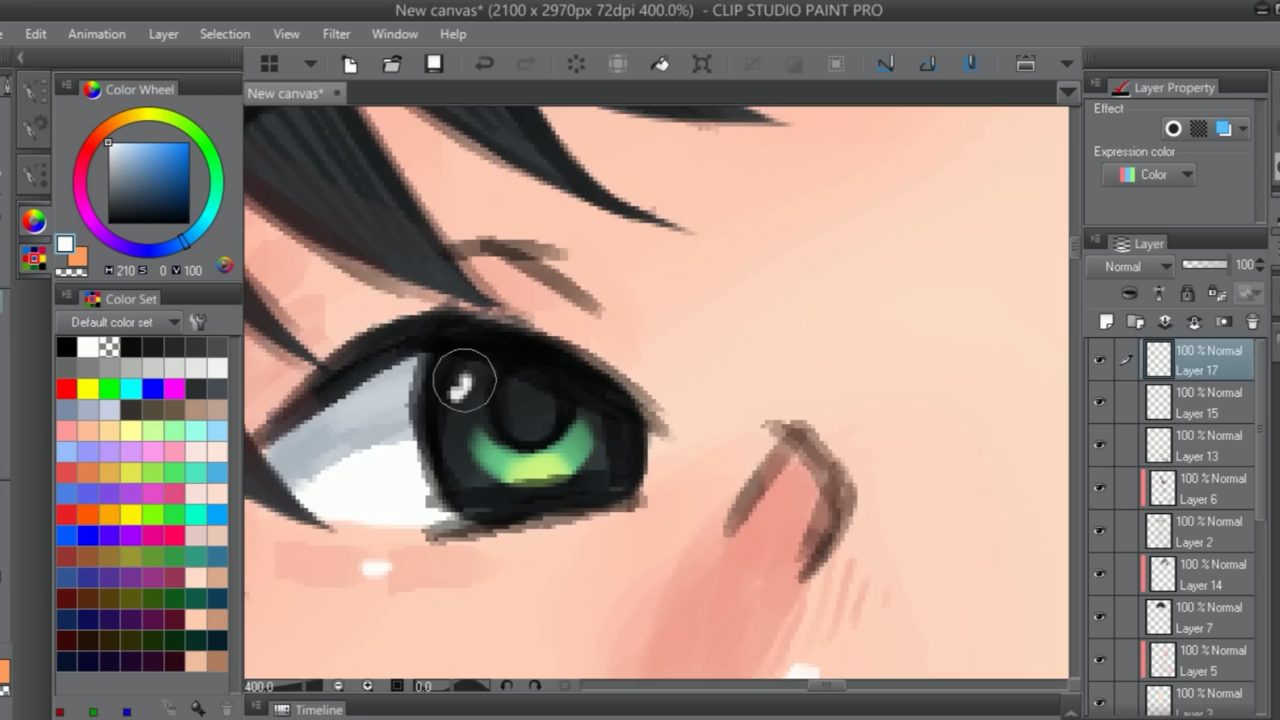 New canvas* (2100 x 2970px 72dpi 400.0%) - CLIP STUDIO PAINT PRO
Edit Animation Layer Selection View Filter Window Help
Color Wheel
New canvas*
Layer Property
Effect
Expression color
Color
H 210 S 0 V 100
Color Set
Default color set
Layer
Normal 100
100 % Normal
Layer 17
100 % Normal
Layer 15
100 % Normal
Layer 13
100 % Normal
Layer 6
100 % Normal
Layer 2
100 % Normal
Layer 14
100 % Normal
Layer 7
100 % Normal
Layer 5
100 % Normal
Layer 3
400.0 0.0
Timeline